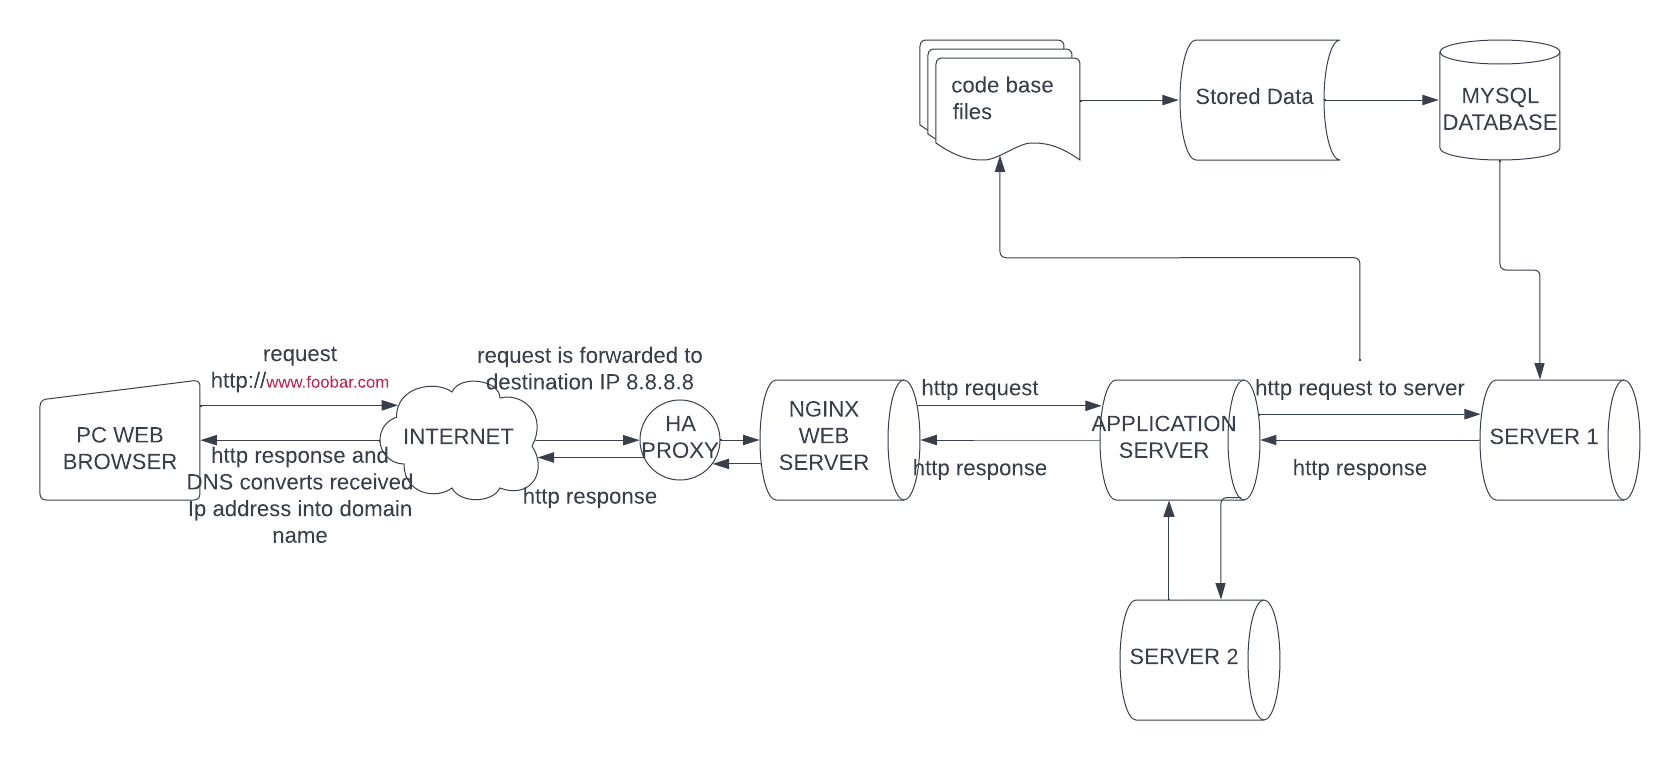 code base
files
Stored Data
MYSQL
DATABASE
request
http://www.foobar.com
request is forwarded to
destination IP 8.8.8.8
PC WEB
BROWSER
INTERNET
http response and
DNS converts received
Ip address into domain
name
HA
PROXY
http response
NGINX
WEB
SERVER
http request
http response
APPLICATION
SERVER
http request to server
http response
SERVER 1
SERVER 2